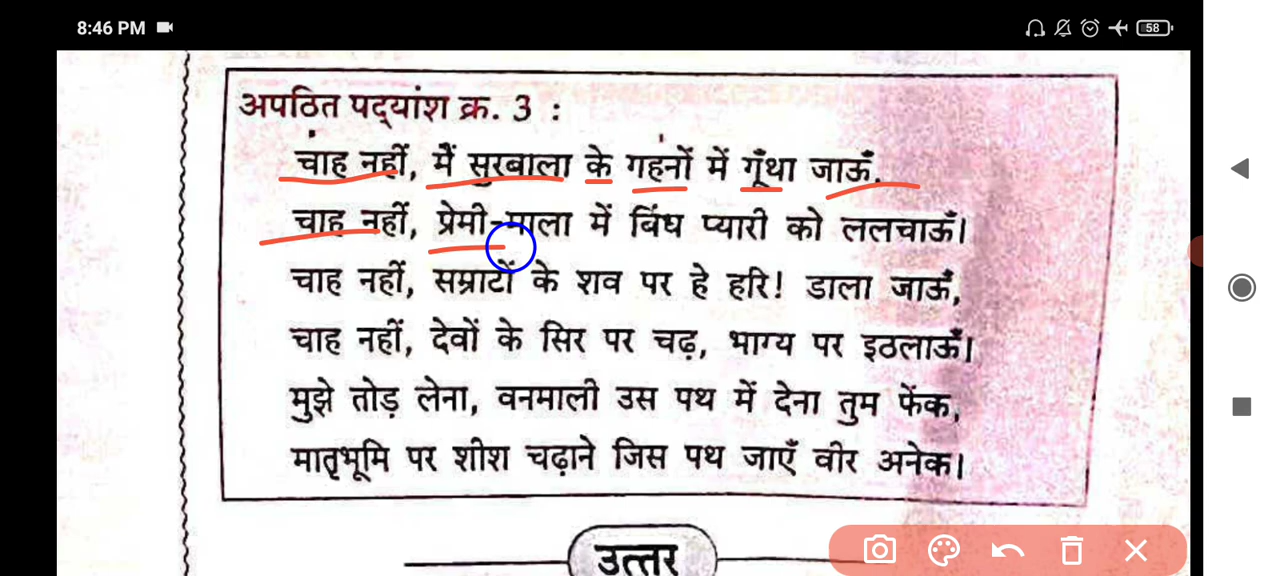 8:46 PM
58
अपठित पद्यांश क्र. 3 :
चाह नहीं, मैं सुरबाला के गहनों में गूँथा जाऊँ.
चाह नहीं, प्रेमी-माला में बिंध प्यारी को ललचाऊँ।
चाह नहीं, सम्राटों के शव पर हे हरि! डाला जाऊँ,
चाह नहीं, देवों के सिर पर चढ़, भाग्य पर इठलाऊँ।
मुझे तोड़ लेना, वनमाली उस पथ में देना तुम फेंक,
मातृभूमि पर शीश चढ़ाने जिस पथ जाएँ वीर अनेक।
उत्तर